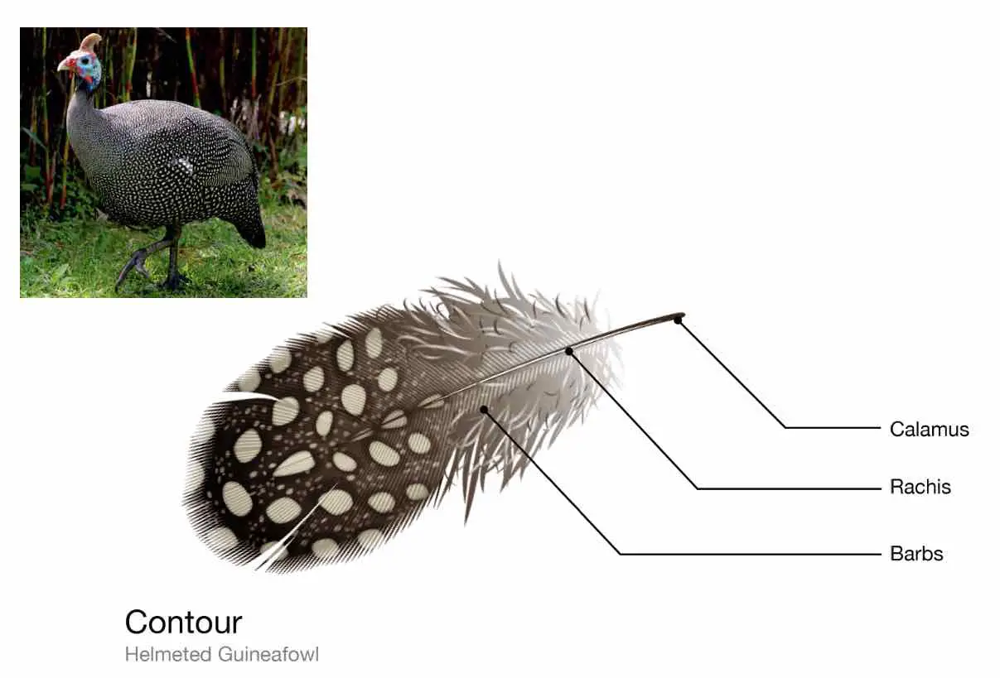 Calamus
Rachis
Barbs
Contour
Helmeted Guineafowl